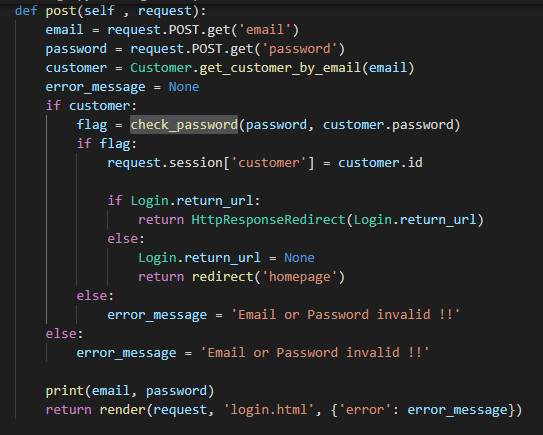 def post(self , request):
    email = request.POST.get('email')
    password = request.POST.get('password')
    customer = Customer.get_customer_by_email(email)
    error_message = None
    if customer:
        flag = check_password(password, customer.password)
        if flag:
            request.session['customer'] = customer.id

            if Login.return_url:
                return HttpResponseRedirect(Login.return_url)
            else:
                Login.return_url = None
                return redirect('homepage')
        else:
            error_message = 'Email or Password invalid !!'
    else:
        error_message = 'Email or Password invalid !!'

    print(email, password)
    return render(request, 'login.html', {'error': error_message})